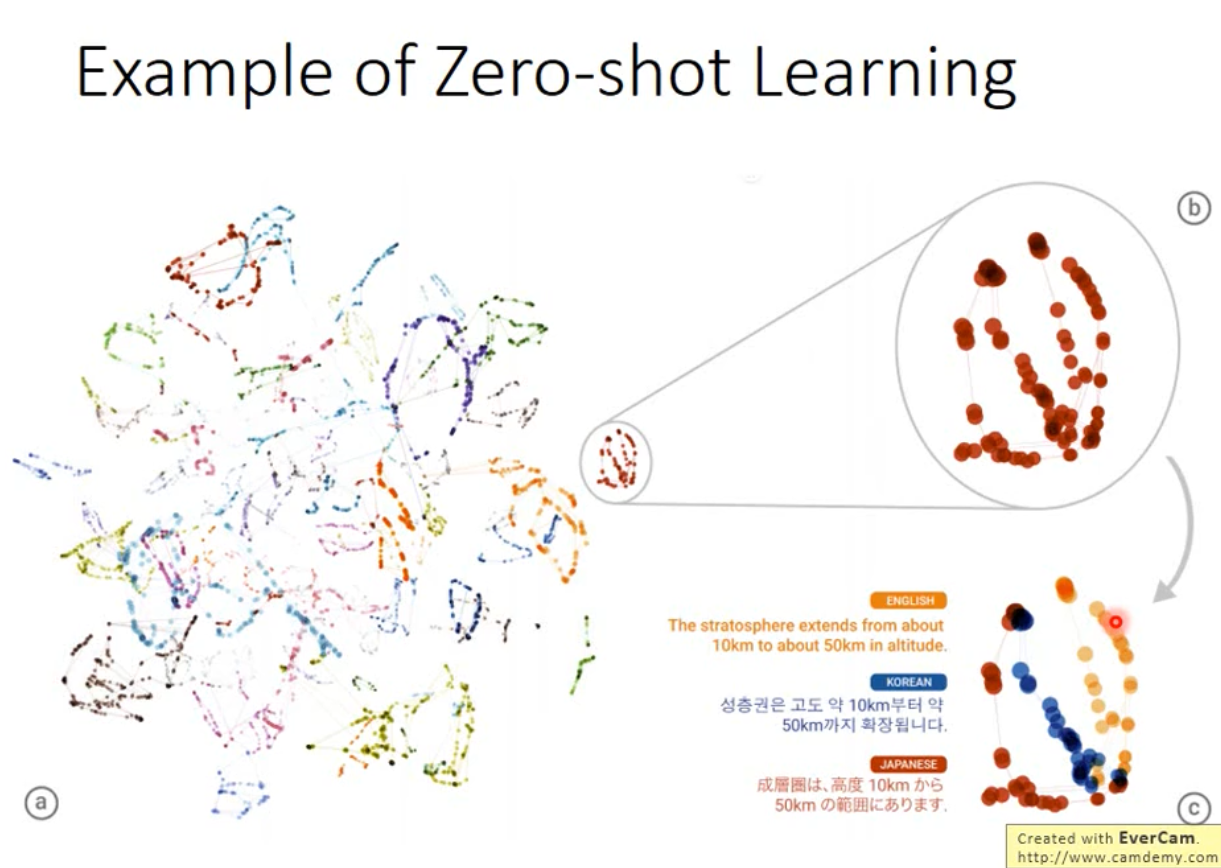 Example of Zero-shot Learning
b
ENGLISH
The stratosphere extends from about
10km to about 50km in altitude.
KOREAN
성층권은 고도 약 10km부터 약
50km까지 확장됩니다.
JAPANESE
成層圏は、高度 10km から
50km の範囲にあります。
a
c
Created with EverCam.
http://www.camdemy.com